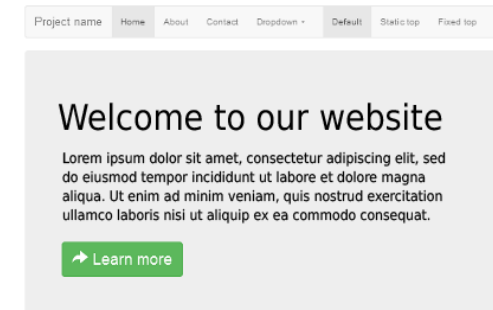 Project name Home About Contact Dropdown Default Static top Fixed top
Welcome to our website
Lorem ipsum dolor sit amet, consectetur adipiscing elit, sed
do eiusmod tempor incididunt ut labore et dolore magna
aliqua. Ut enim ad minim veniam, quis nostrud exercitation
ullamco laboris nisi ut aliquip ex ea commodo consequat.
Learn more